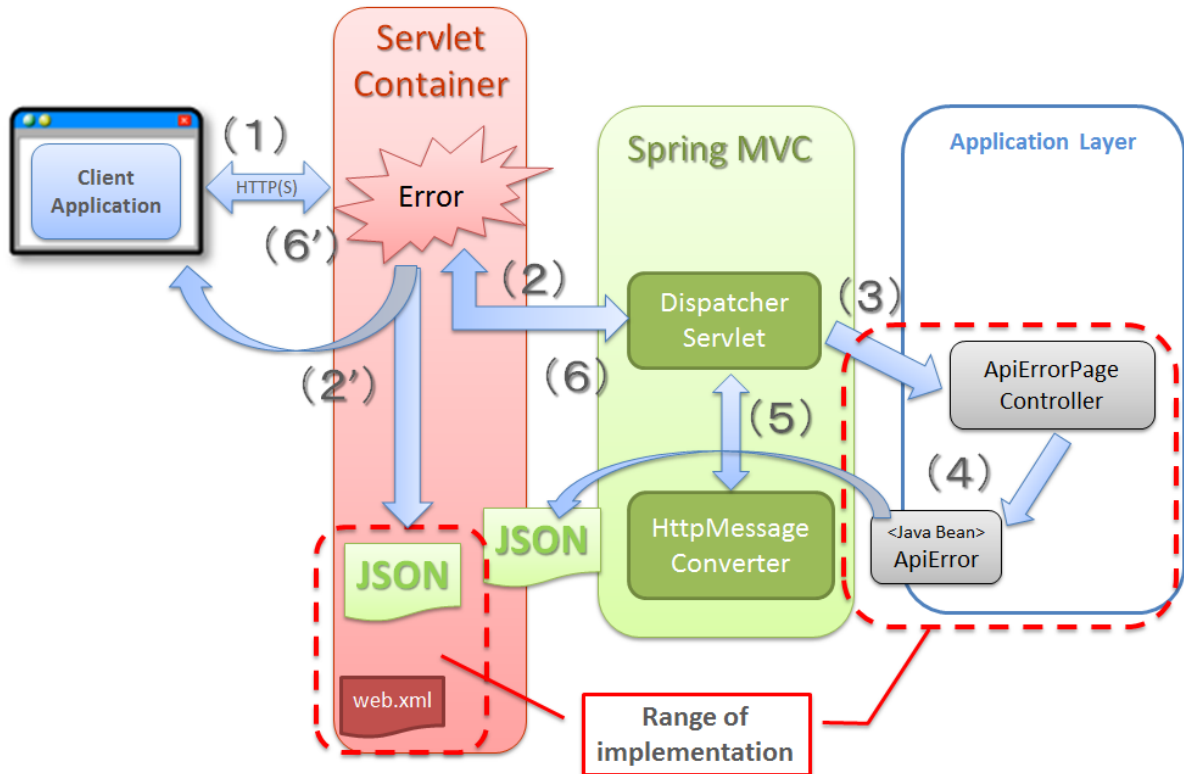 Servlet
Container
Client
Application
(1)
HTTP(S)
Error
(6’)
(2)
(2’)
(6)
JSON
web.xml
Spring MVC
Dispatcher
Servlet
(5)
JSON
HttpMessage
Converter
Application Layer
(3)
ApiErrorPage
Controller
(4)
<Java Bean>
ApiError
Range of
implementation